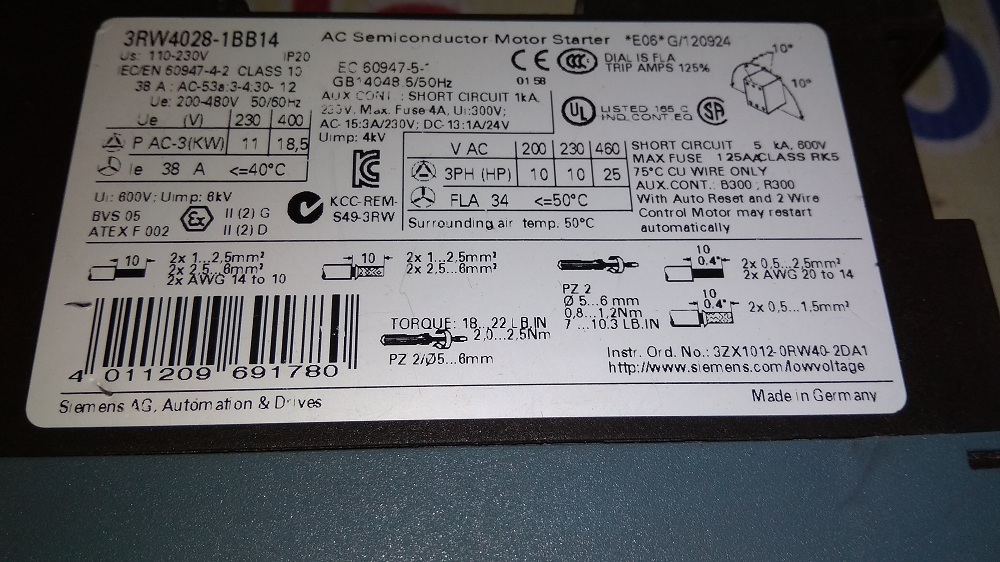 3RW4028-1BB14
AC Semiconductor Motor Starter
*E06*G/120924
Us: 110-230V IP20
IEC/EN 60947-4-2 CLASS 10
38 A: AC-53a:3-4:30-12
Ue: 200-480V 50/60Hz
Ue (V) 230 400
P AC-3(KW) 11 18,5
Ie 38 A <=40°C
Ui: 600V; Uimp: 6kV
BVS 05
ATEX F 002
Ex
II (2) G
II (2) D
GB14048.6/50Hz
AUX CONT.: SHORT CIRCUIT 1kA,
230V, Max. Fuse 4A, Ui:300V;
AC-15:3A/230V; DC-13:1A/24V
Uimp: 4kV
KCC-REM-
S49-3RW
CE CCC
01 58
DIAL IS FLA
TRIP AMPS 125%
10°
10°
UL LISTED 165 C
IND.CONT.EQ
SA
V AC 200 230 460
3PH (HP) 10 10 25
FLA 34 <=50°C
Surrounding air temp. 50°C
SHORT CIRCUIT 5 kA, 600V
MAX FUSE 125A/CLASS RK5
75°C CU WIRE ONLY
AUX.CONT.: B300, R300
With Auto Reset and 2 Wire
Control Motor may restart
automatically
10
2x 1...2,5mm²
2x 2,5...6mm²
2x AWG 14 to 10
10
2x 1...2,5mm²
2x 2,5...6mm²
PZ 2
Ø 5...6 mm
0,8...1,2Nm
7 ...10.3 LB.IN
10
0.4"
2x 0,5...2,5mm²
2x AWG 20 to 14
10
0.4"
2x 0,5...1,5mm²
TORQUE: 18...22 LB.IN
2,0...2,5Nm
PZ 2/Ø5...6mm
4 011209 691780
Instr. Ord. No.: 3ZX1012-0RW40-2DA1
http://www.siemens.com/lowvoltage
Siemens AG, Automation & Drives
Made in Germany